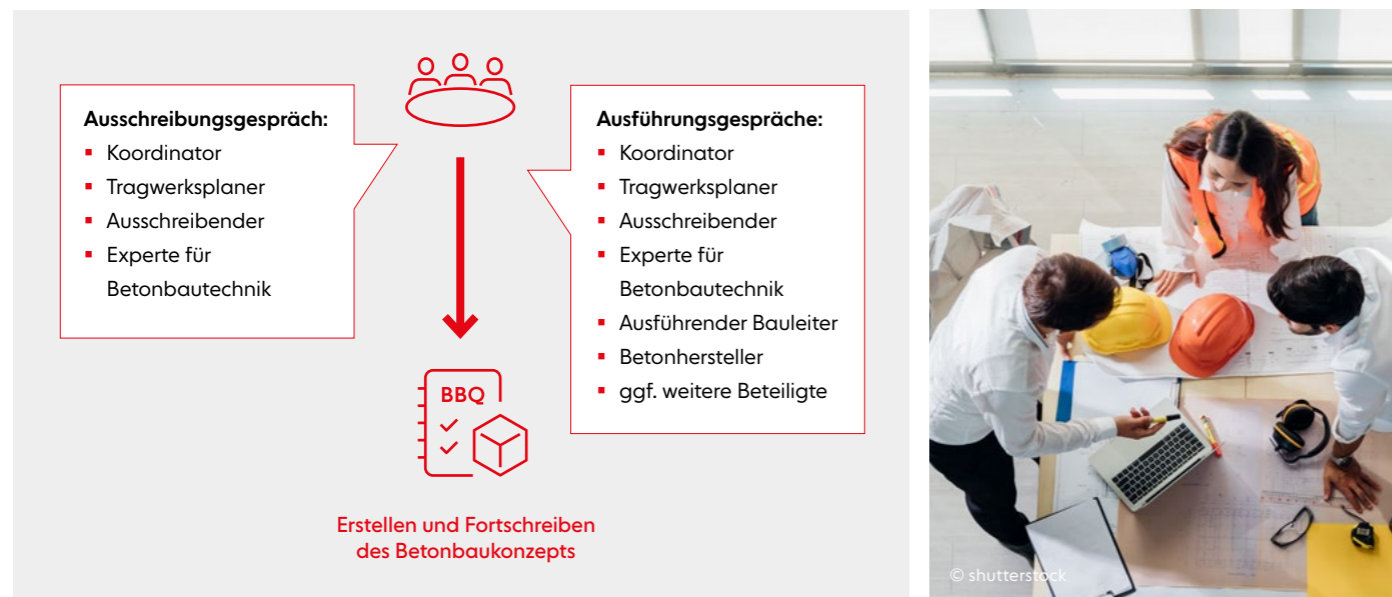 Ausschreibungsgespräch:
Koordinator
Tragwerksplaner
Ausschreibender
Experte für
Betonbautechnik
Ausführungsgespräche:
Koordinator
Tragwerksplaner
Ausschreibender
Experte für
Betonbautechnik
Ausführender Bauleiter
Betonhersteller
ggf. weitere Beteiligte
BBQ
Erstellen und Fortschreiben
des Betonbaukonzepts
© shutterstock